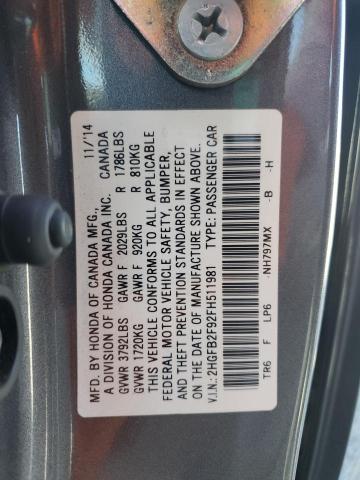 MFD. BY HONDA OF CANADA MFG., 11/'14
A DIVISION OF HONDA CANADA INC. CANADA
GVWR 3792LBS GAWR F 2029LBS R 1786LBS
GVWR 1720KG GAWR F 920KG R 810KG
THIS VEHICLE CONFORMS TO ALL APPLICABLE
FEDERAL MOTOR VEHICLE SAFETY, BUMPER,
AND THEFT PREVENTION STANDARDS IN EFFECT
ON THE DATE OF MANUFACTURE SHOWN ABOVE.
V.I.N.: 2HGFB2F92FH511981 TYPE: PASSENGER CAR
TR6 F LP6 NH797MX -B -H